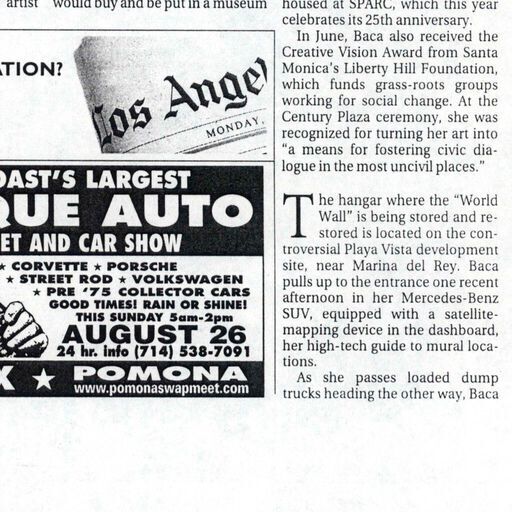 artist would buy and be put in a museum
ATION?
Los Angel
MONDAY,
OAST'S LARGEST
QUE AUTO
ET AND CAR SHOW
★ CORVETTE ★ PORSCHE
★ STREET ROD ★ VOLKSWAGEN
★ PRE '75 COLLECTOR CARS
GOOD TIMES! RAIN OR SHINE!
THIS SUNDAY 5am-2pm
AUGUST 26
24 hr. info (714) 538-7091
X ★ POMONA
www.pomonaswapmeet.com
housed at SPARC, which this year
celebrates its 25th anniversary.
In June, Baca also received the
Creative Vision Award from Santa
Monica's Liberty Hill Foundation,
which funds grass-roots groups
working for social change. At the
Century Plaza ceremony, she was
recognized for turning her art into
"a means for fostering civic dia-
logue in the most uncivil places."
The hangar where the "World
Wall" is being stored and re-
stored is located on the con-
troversial Playa Vista development
site, near Marina del Rey. Baca
pulls up to the entrance one recent
afternoon in her Mercedes-Benz
SUV, equipped with a satellite-
mapping device in the dashboard,
her high-tech guide to mural loca-
tions.
As she passes loaded dump
trucks heading the other way, Baca